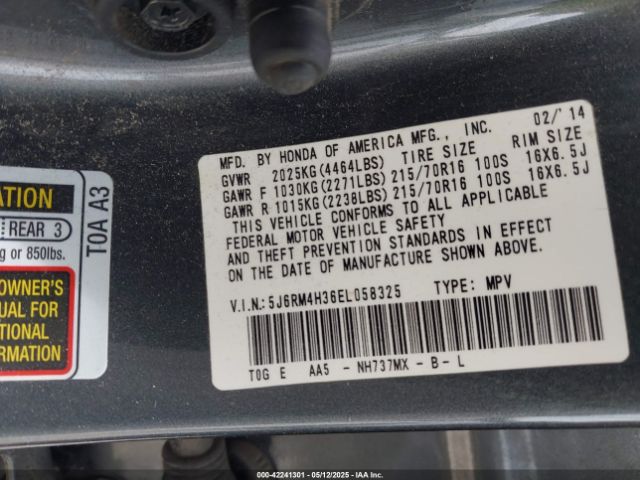 MFD. BY HONDA OF AMERICA MFG., INC. 02/'14
GVWR 2025KG(4464LBS) TIRE SIZE RIM SIZE
GAWR F 1030KG(2271LBS) 215/70R16 100S 16X6.5J
GAWR R 1015KG(2238LBS) 215/70R16 100S 16X6.5J
THIS VEHICLE CONFORMS TO ALL APPLICABLE
FEDERAL MOTOR VEHICLE SAFETY
AND THEFT PREVENTION STANDARDS IN EFFECT
ON THE DATE OF MANUFACTURE SHOWN ABOVE.
V.I.N.: 5J6RM4H36EL058325 TYPE: MPV
T0G E AA5 - NH737MX - B - L
REAR 3
g or 850lbs.
OWNER'S
UAL FOR
TIONAL
FORMATION
TOA A3
000-42241301 - 05/12/2025 - IAA Inc.